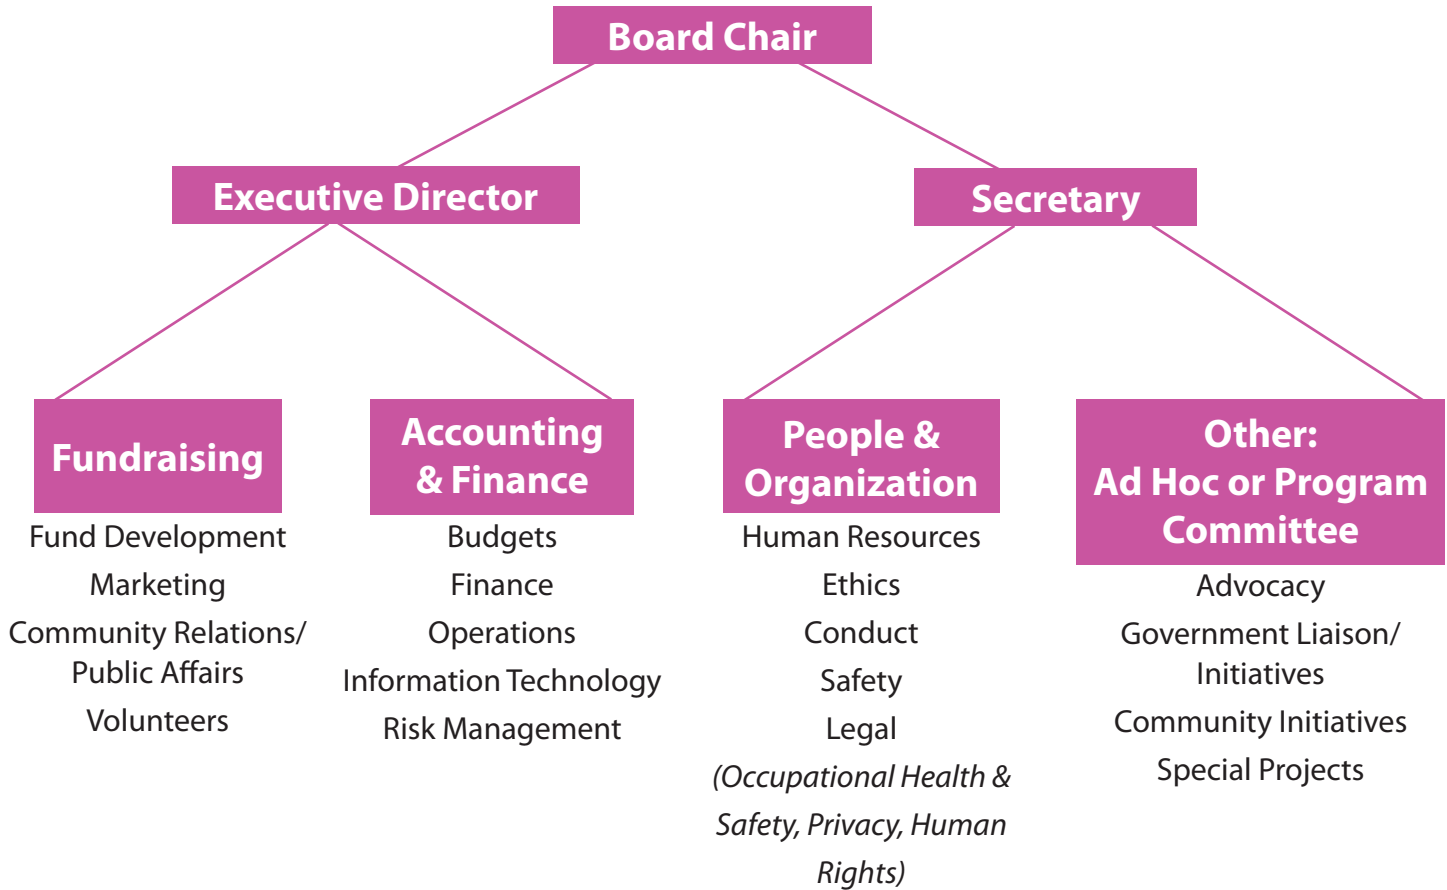 Board Chair
Executive Director
Secretary
Fundraising
Fund Development
Marketing
Community Relations/
Public Affairs
Volunteers
Accounting
& Finance
Budgets
Finance
Operations
Information Technology
Risk Management
People &
Organization
Human Resources
Ethics
Conduct
Safety
Legal
(Occupational Health &
Safety, Privacy, Human
Rights)
Other:
Ad Hoc or Program
Committee
Advocacy
Government Liaison/
Initiatives
Community Initiatives
Special Projects